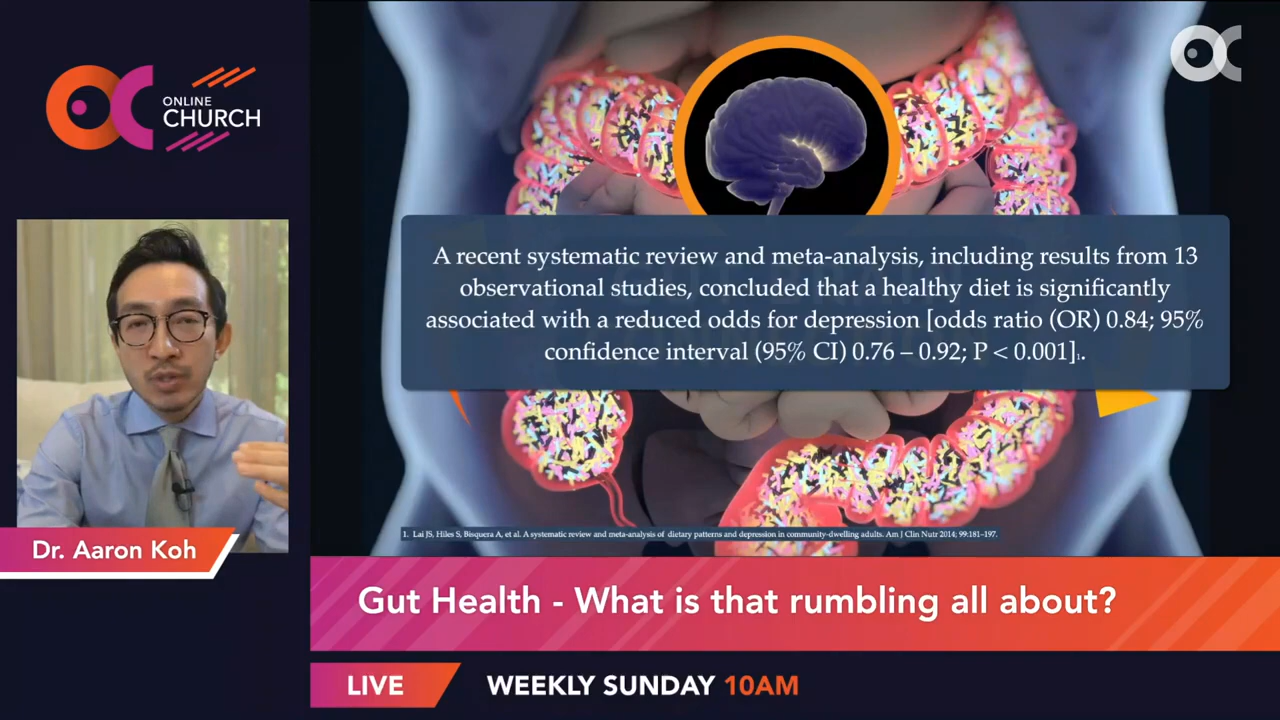 ONLINE
CHURCH
A recent systematic review and meta-analysis, including results from 13
observational studies, concluded that a healthy diet is significantly
associated with a reduced odds for depression [odds ratio (OR) 0.84; 95%
confidence interval (95% CI) 0.76 – 0.92; P < 0.001]1.
1. Lai JS, Hiles S, Bisquera A, et al. A systematic review and meta-analysis of dietary patterns and depression in community-dwelling adults. Am J Clin Nutr 2014; 99:181–197.
Dr. Aaron Koh
Gut Health - What is that rumbling all about?
LIVE WEEKLY SUNDAY 10AM